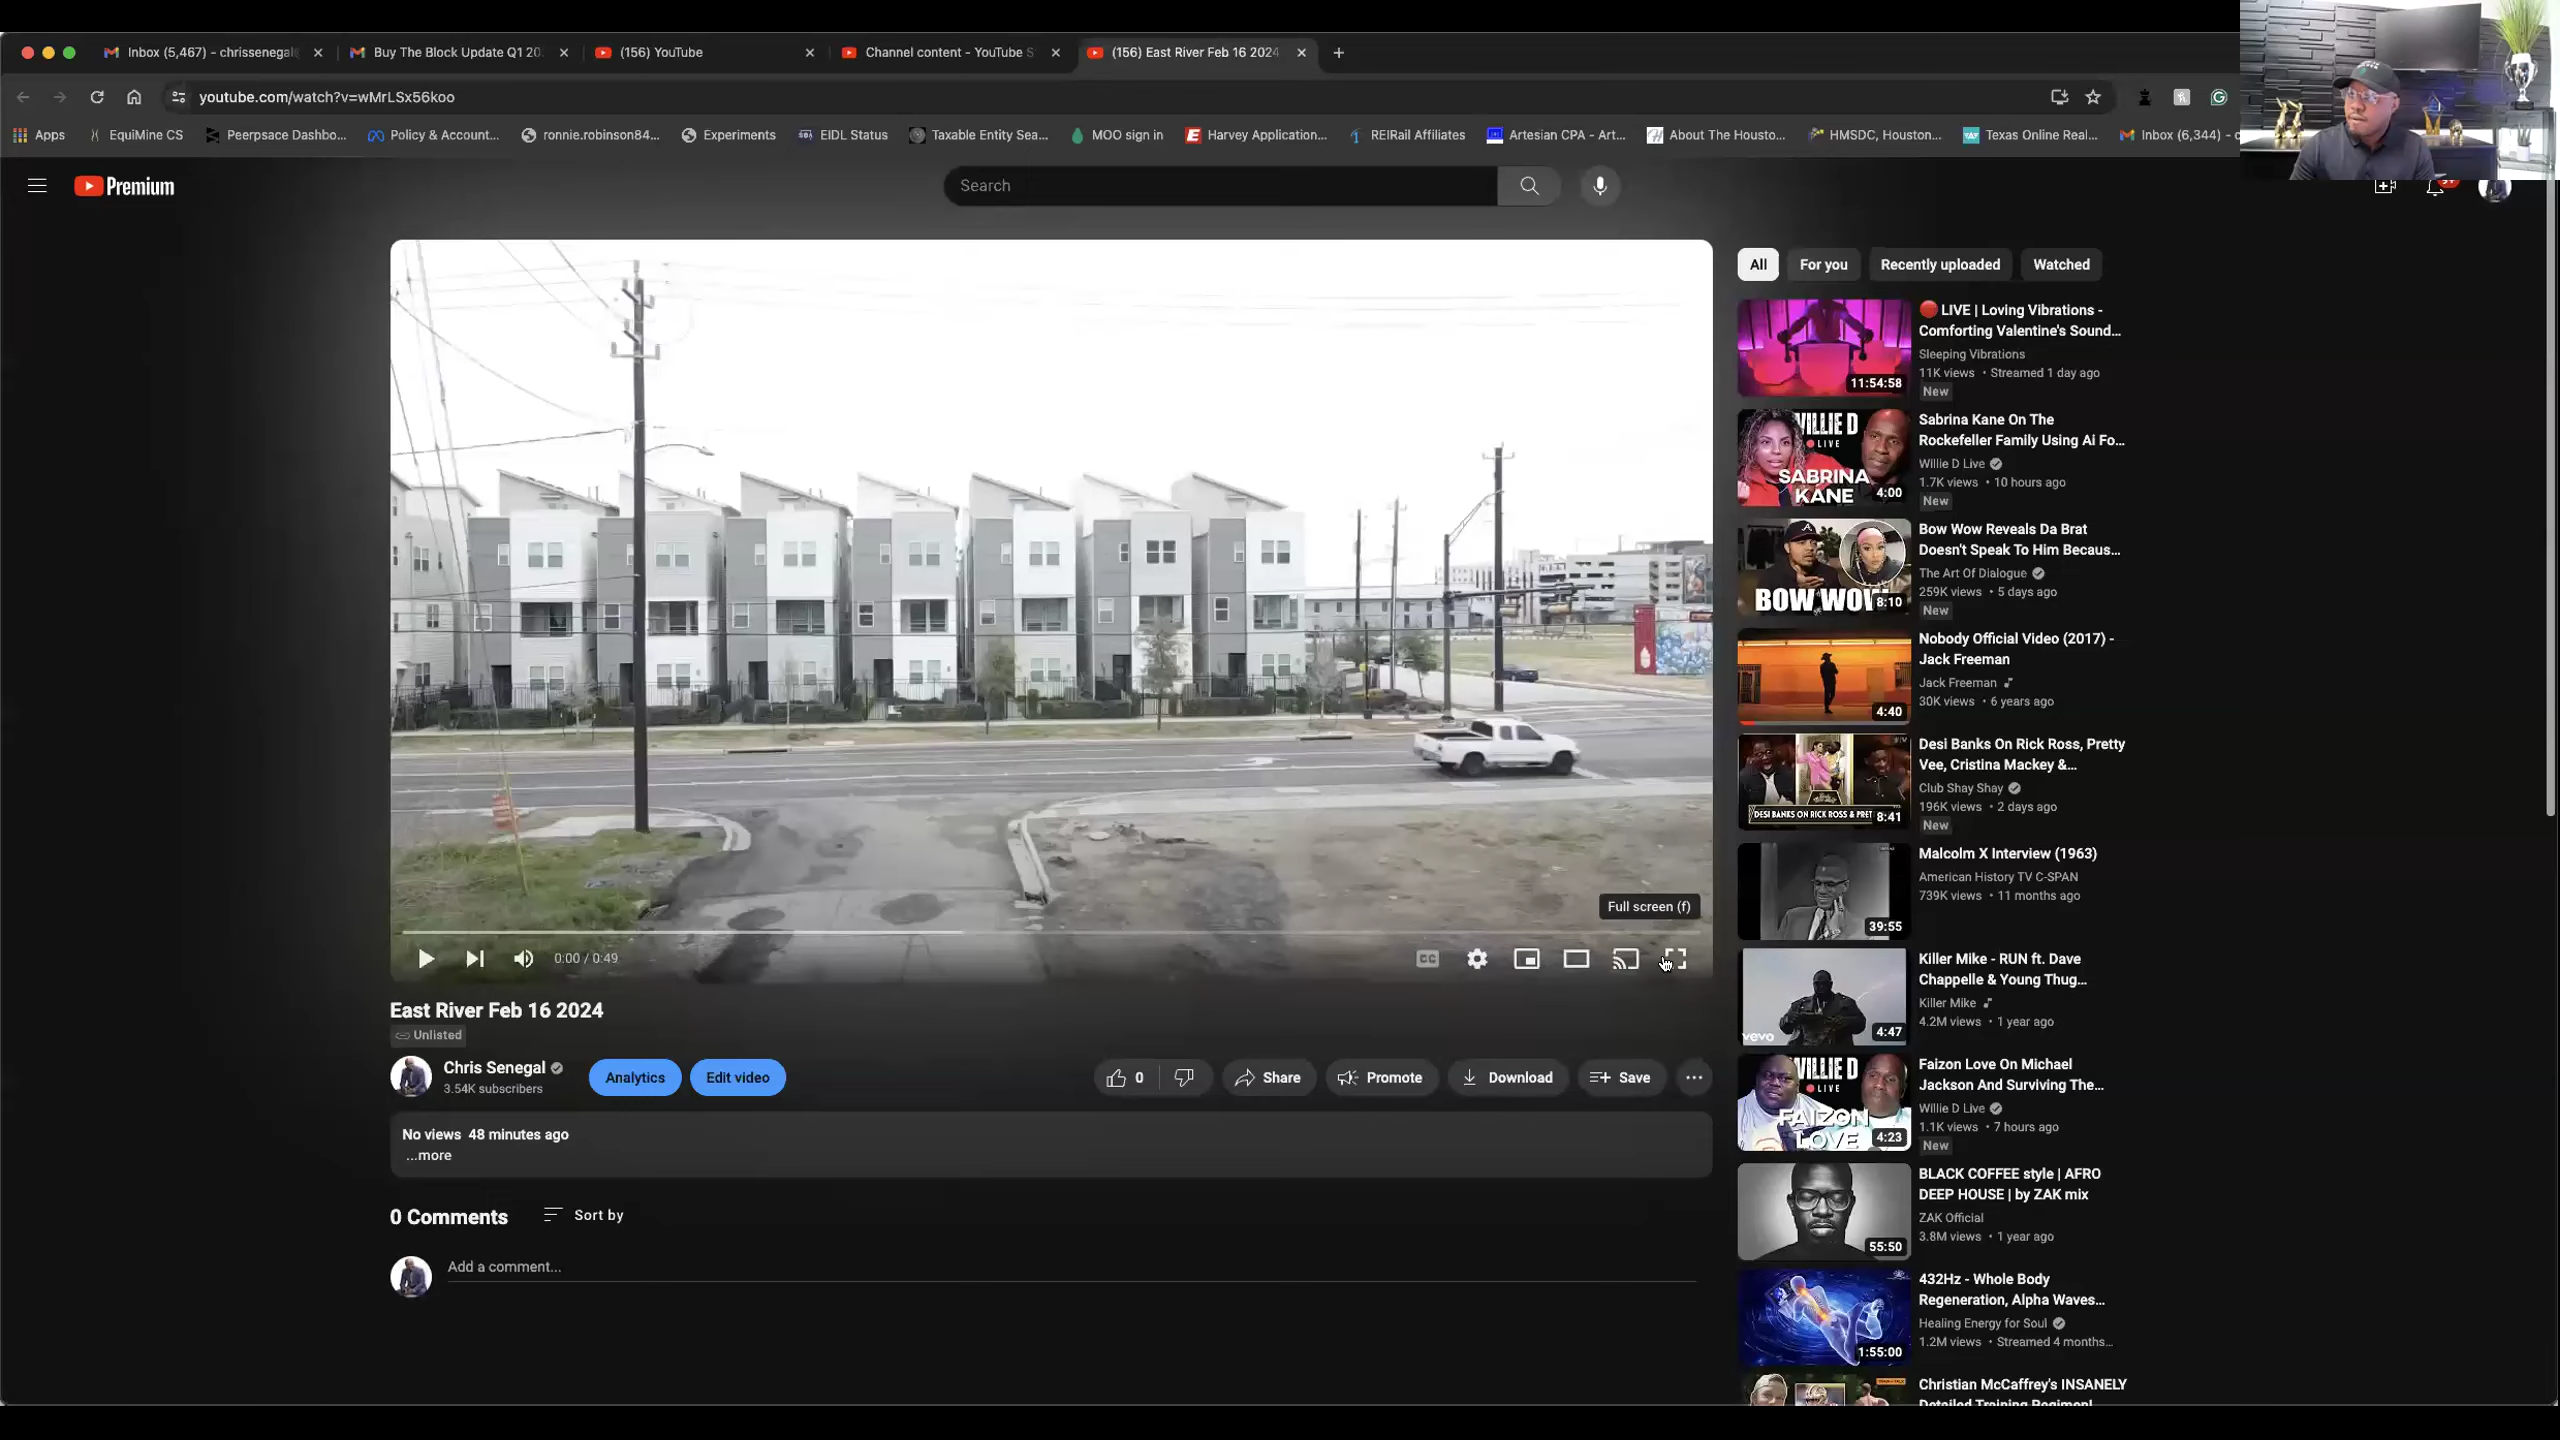 Inbox (5,467) - chrissenegal
Buy The Block Update Q1 20
(156) YouTube
Channel content - YouTube S
(156) East River Feb 16 2024
youtube.com/watch?v=wMrLSx56koo
Apps
EquiMine CS
Peerpsace Dashbo...
Policy & Account...
ronnie.robinson84...
Experiments
EIDL Status
Taxable Entity Sea...
MOO sign in
Harvey Application...
REIRail Affiliates
Artesian CPA - Art...
About The Housto...
HMSDC, Houston...
Texas Online Real...
Inbox (6,344) -
Premium
Search
9+
All
For you
Recently uploaded
Watched
LIVE | Loving Vibrations -
Comforting Valentine's Sound...
Sleeping Vibrations
11K views • Streamed 1 day ago
New
11:54:58
Sabrina Kane On The
Rockefeller Family Using Ai Fo...
Willie D Live
1.7K views • 10 hours ago
New
WILLIE D
LIVE
SABRINA
KANE
4:00
Bow Wow Reveals Da Brat
Doesn't Speak To Him Becaus...
The Art Of Dialogue
259K views • 5 days ago
New
BOW WOW
8:10
Nobody Official Video (2017) -
Jack Freeman
Jack Freeman
30K views • 6 years ago
4:40
Desi Banks On Rick Ross, Pretty
Vee, Cristina Mackey &...
Club Shay Shay
196K views • 2 days ago
New
DESI BANKS ON RICK ROSS & PRET
8:41
Malcolm X Interview (1963)
American History TV C-SPAN
739K views • 11 months ago
39:55
Killer Mike - RUN ft. Dave
Chappelle & Young Thug...
Killer Mike
4.2M views • 1 year ago
vevo
4:47
Faizon Love On Michael
Jackson And Surviving The...
Willie D Live
1.1K views • 7 hours ago
New
WILLIE D
LIVE
FAIZON
LOVE
4:23
BLACK COFFEE style | AFRO
DEEP HOUSE | by ZAK mix
ZAK Official
3.8M views • 1 year ago
55:50
432Hz - Whole Body
Regeneration, Alpha Waves...
Healing Energy for Soul
1.2M views • Streamed 4 months...
1:55:00
Christian McCaffrey's INSANELY
Detailed Training Regimen!
Full screen (f)
0:00 / 0:49
CC
East River Feb 16 2024
Unlisted
Chris Senegal
3.54K subscribers
Analytics
Edit video
0
Share
Promote
Download
Save
No views 48 minutes ago
...more
0 Comments
Sort by
Add a comment...